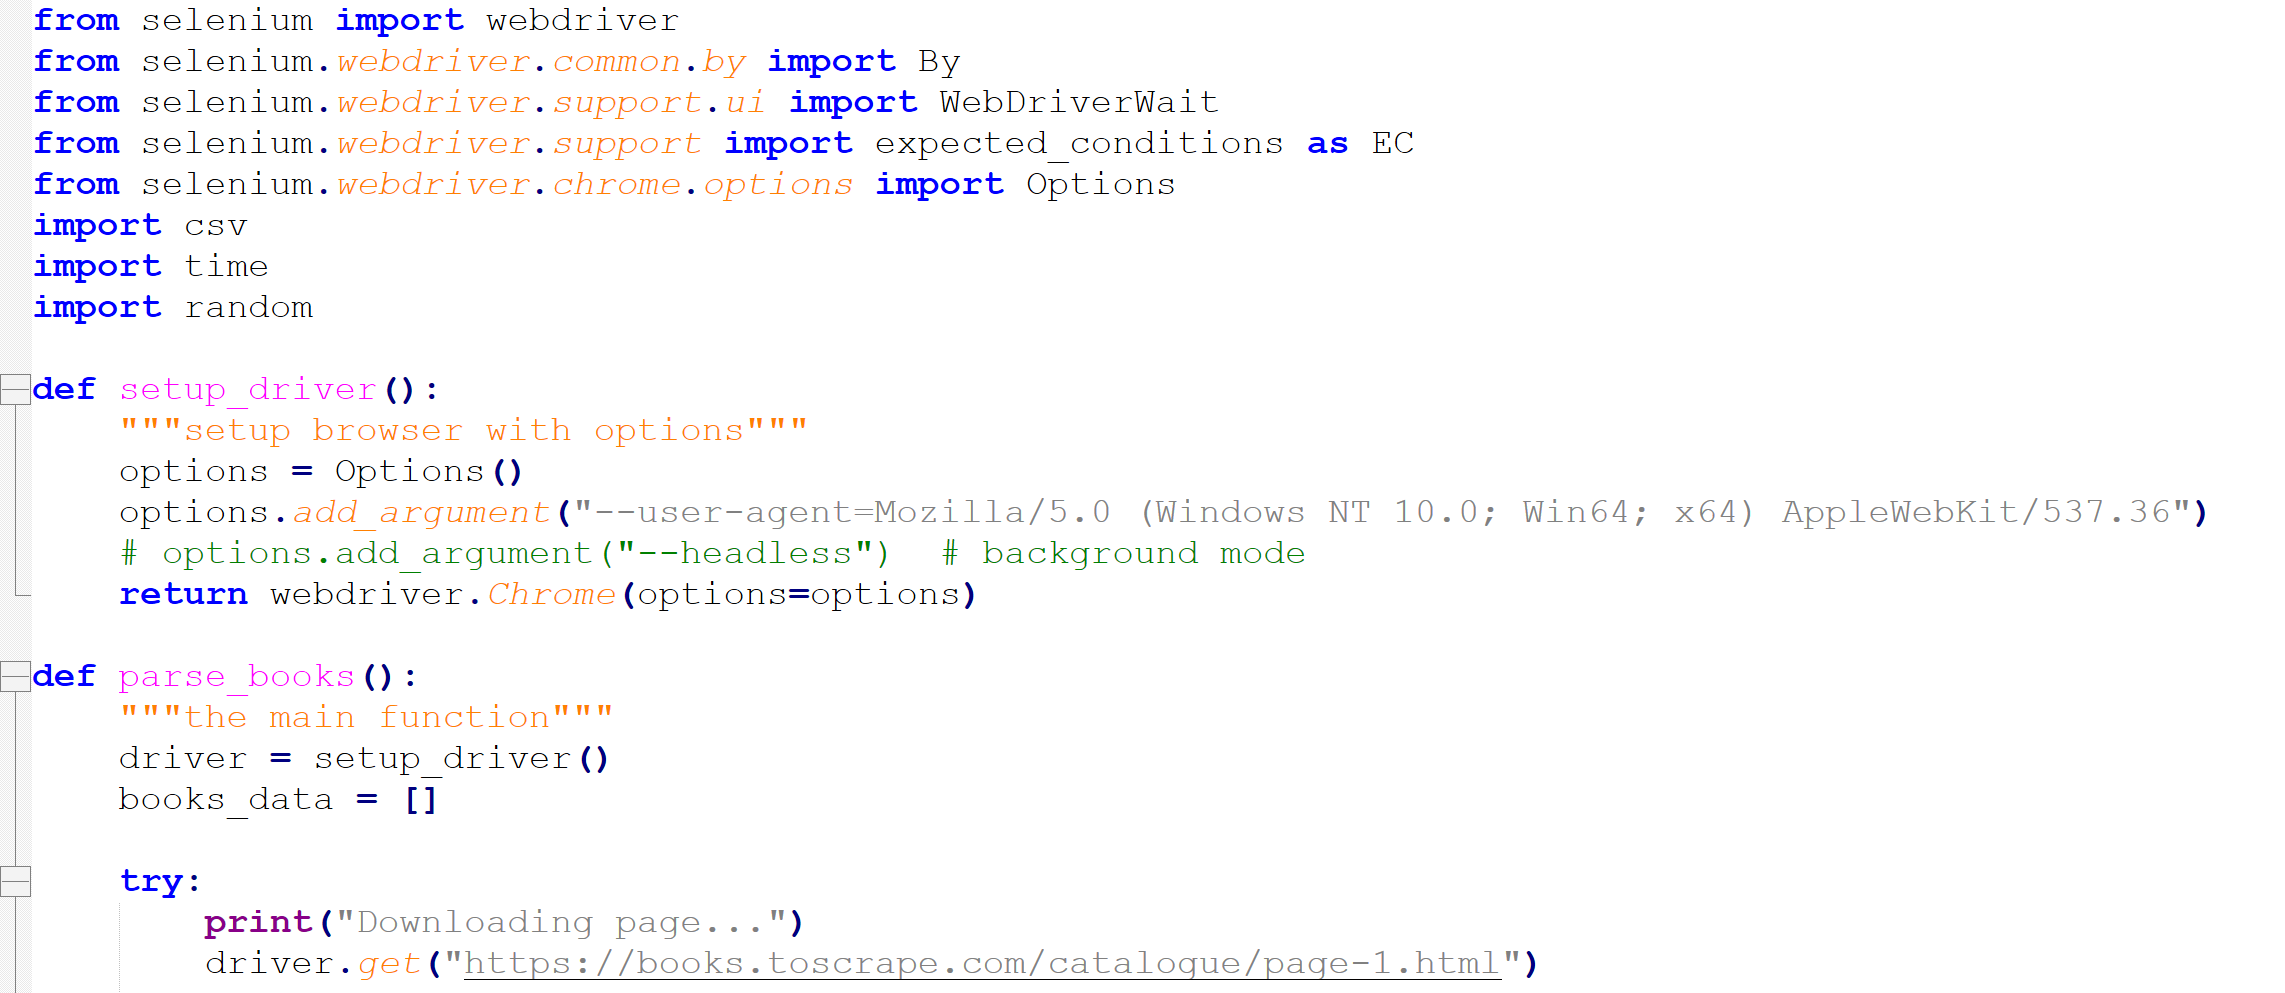 from selenium import webdriver
from selenium.webdriver.common.by import By
from selenium.webdriver.support.ui import WebDriverWait
from selenium.webdriver.support import expected_conditions as EC
from selenium.webdriver.chrome.options import Options
import csv
import time
import random

def setup_driver():
    """setup browser with options"""
    options = Options()
    options.add_argument("--user-agent=Mozilla/5.0 (Windows NT 10.0; Win64; x64) AppleWebKit/537.36")
    # options.add_argument("--headless")  # background mode
    return webdriver.Chrome(options=options)

def parse_books():
    """the main function"""
    driver = setup_driver()
    books_data = []

    try:
        print("Downloading page...")
        driver.get("https://books.toscrape.com/catalogue/page-1.html")